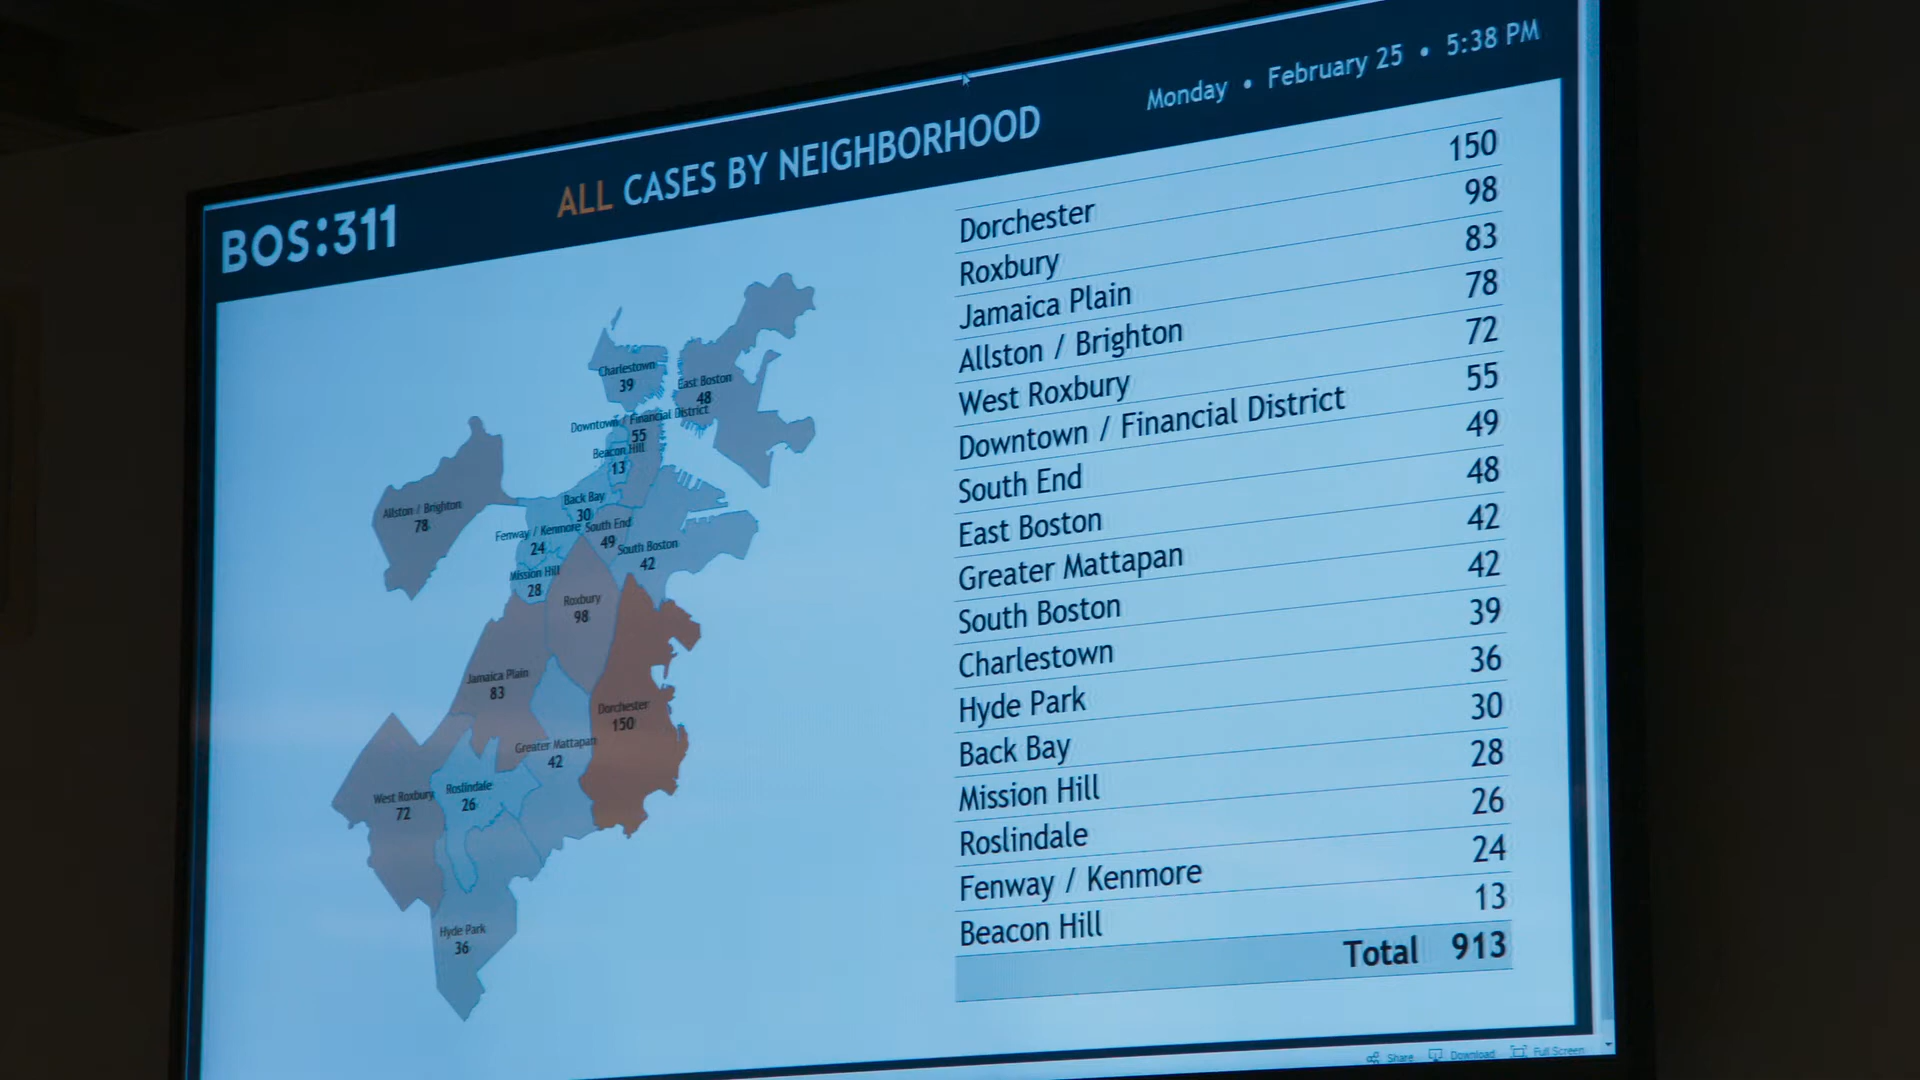 Monday • February 25 • 5:38 PM
BOS:311
ALL CASES BY NEIGHBORHOOD
Charlestown
39
East Boston
48
Downtown / Financial District
55
Beacon Hill
13
Allston / Brighton
78
Back Bay
30
Fenway / Kenmore
24
South End
49
South Boston
42
Mission Hill
28
Roxbury
98
Jamaica Plain
83
Dorchester
150
Greater Mattapan
42
West Roxbury
72
Roslindale
26
Hyde Park
36
Dorchester 150
Roxbury 98
Jamaica Plain 83
Allston / Brighton 78
West Roxbury 72
Downtown / Financial District 55
South End 49
East Boston 48
Greater Mattapan 42
South Boston 42
Charlestown 39
Hyde Park 36
Back Bay 30
Mission Hill 28
Roslindale 26
Fenway / Kenmore 24
Beacon Hill 13
Total 913
Share Download Full Screen